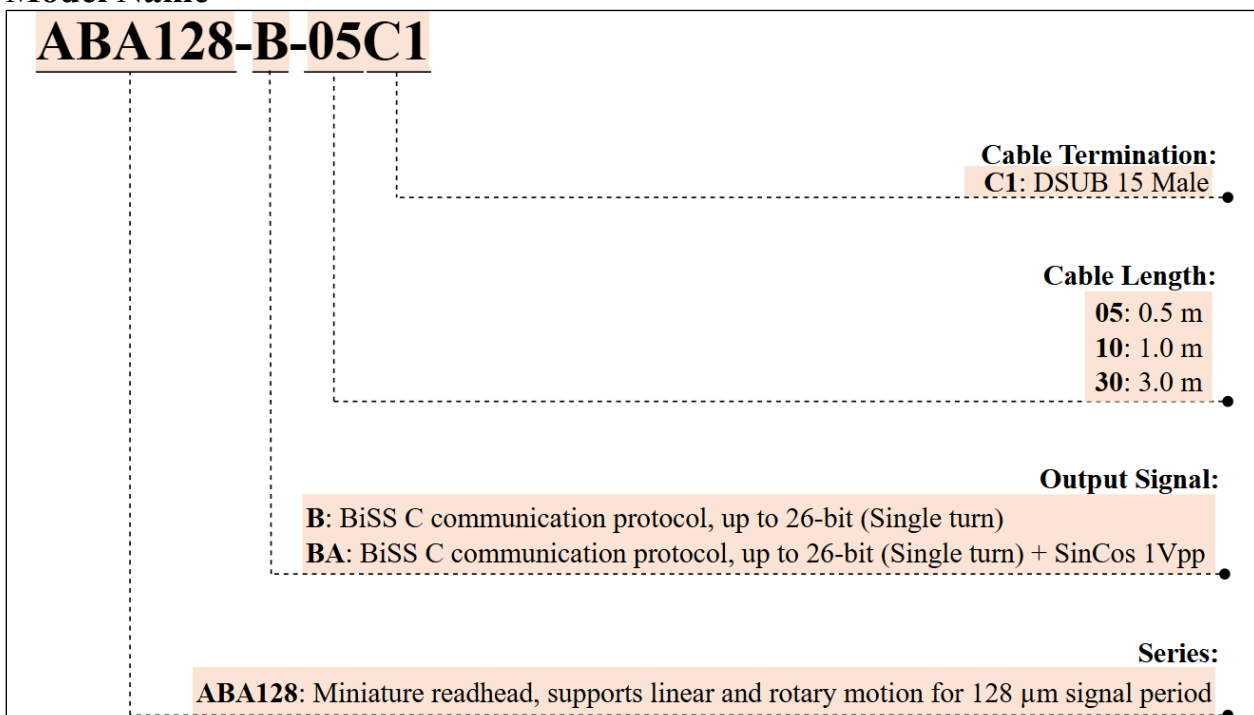 Model Name
ABA128-B-05C1
Cable Termination:
C1: DSUB 15 Male
Cable Length:
05: 0.5 m
10: 1.0 m
30: 3.0 m
Output Signal:
B: BiSS C communication protocol, up to 26-bit (Single turn)
BA: BiSS C communication protocol, up to 26-bit (Single turn) + SinCos 1Vpp
Series:
ABA128: Miniature readhead, supports linear and rotary motion for 128 µm signal period